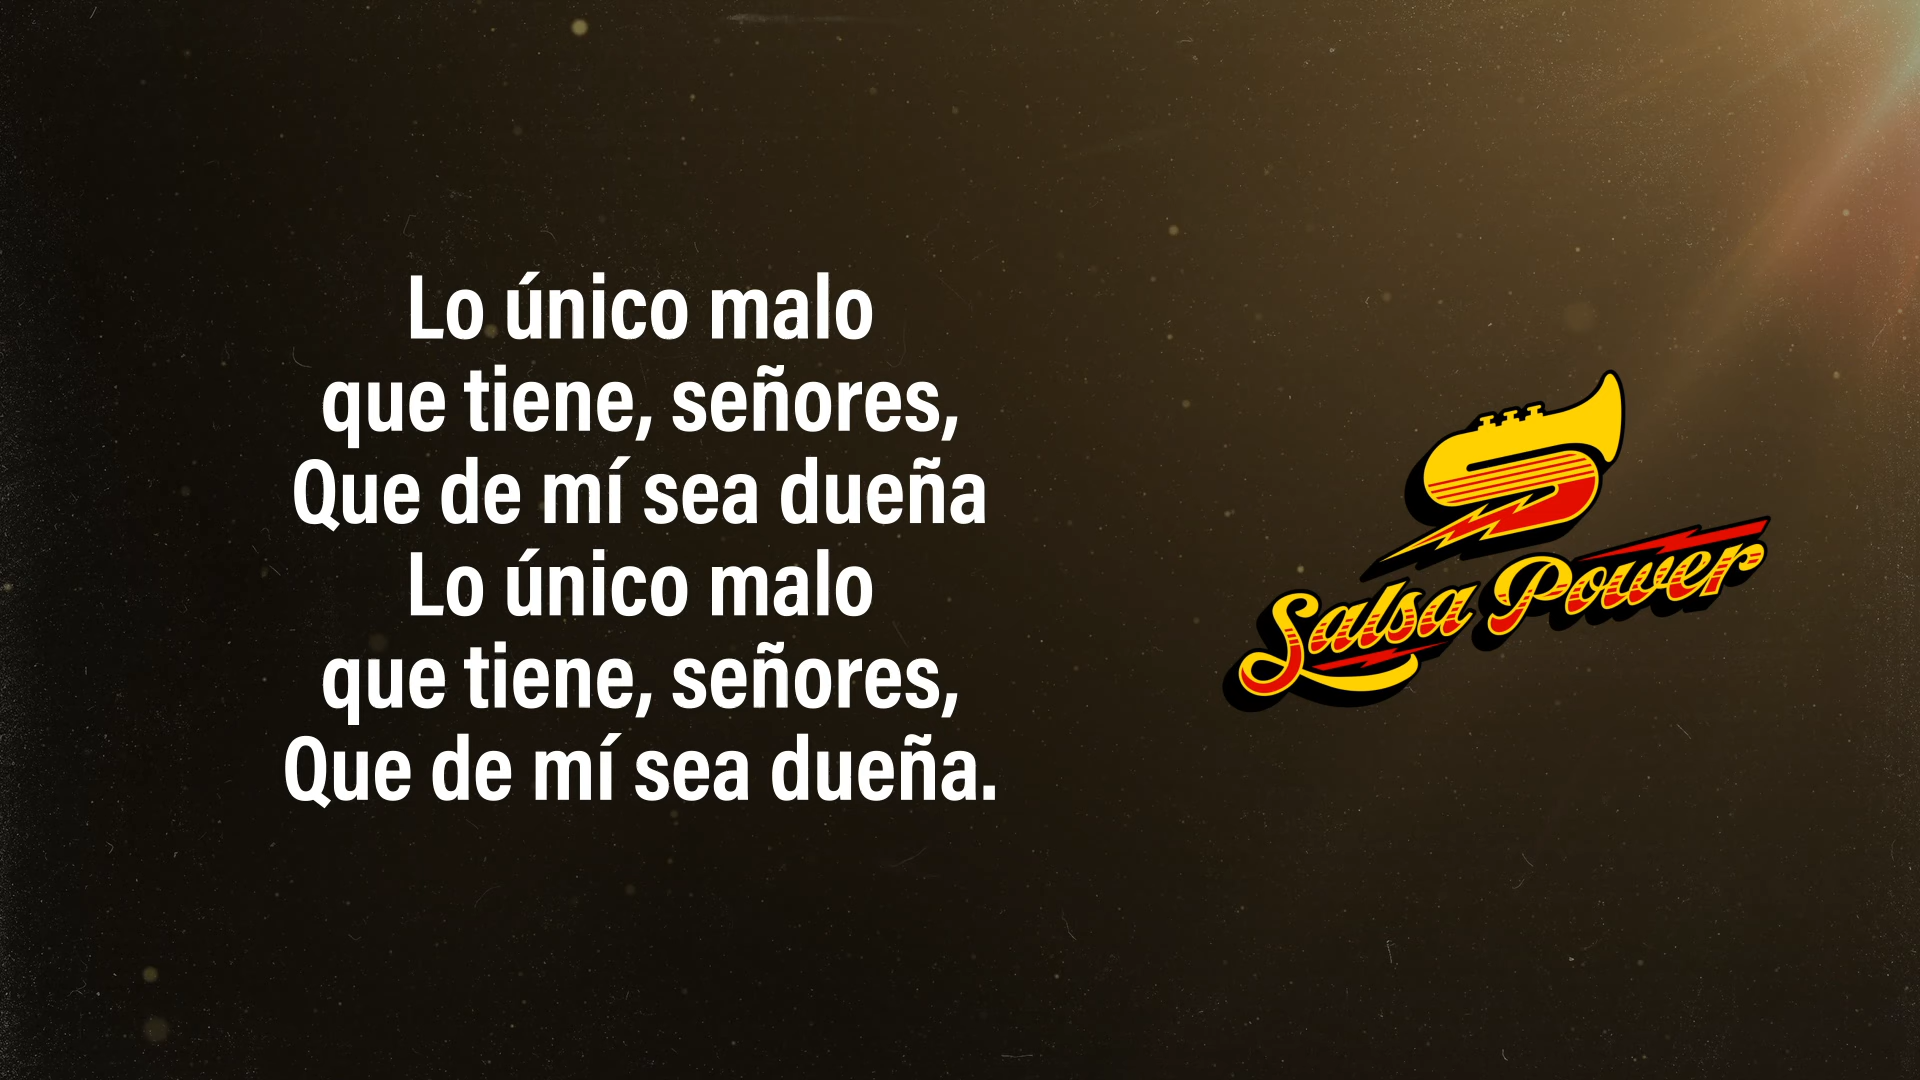 Lo único malo
que tiene, señores,
Que de mí sea dueña
Lo único malo
que tiene, señores,
Que de mí sea dueña.
Salsa Power